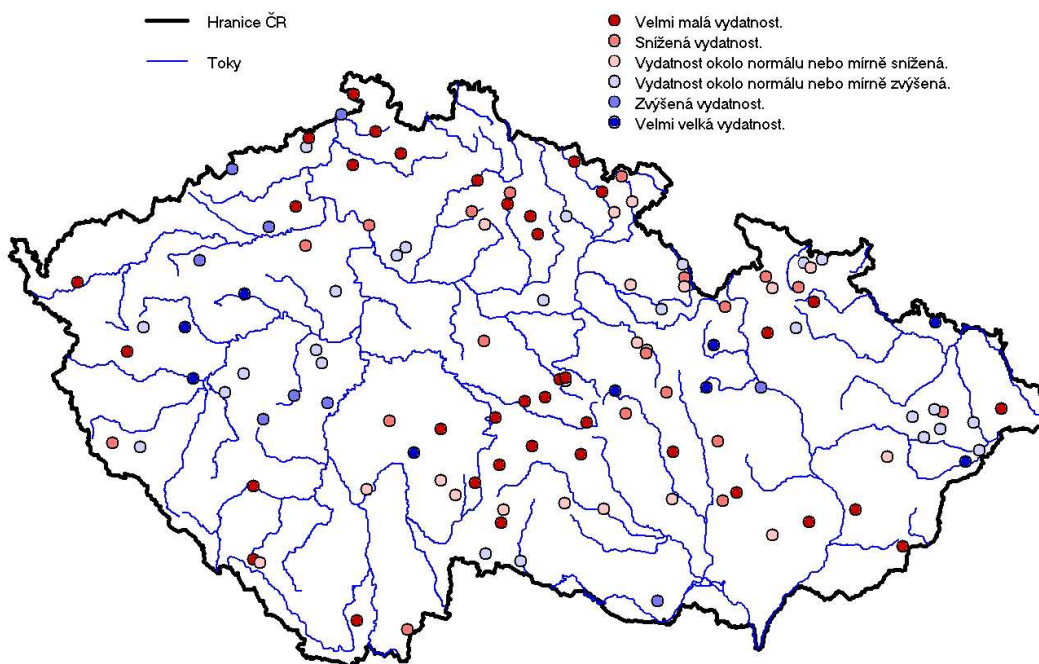 Hranice ČR
Toky
Velmi malá vydatnost.
Snížená vydatnost.
Vydatnost okolo normálu nebo mírně snížená.
Vydatnost okolo normálu nebo mírně zvýšená.
Zvýšená vydatnost.
Velmi velká vydatnost.